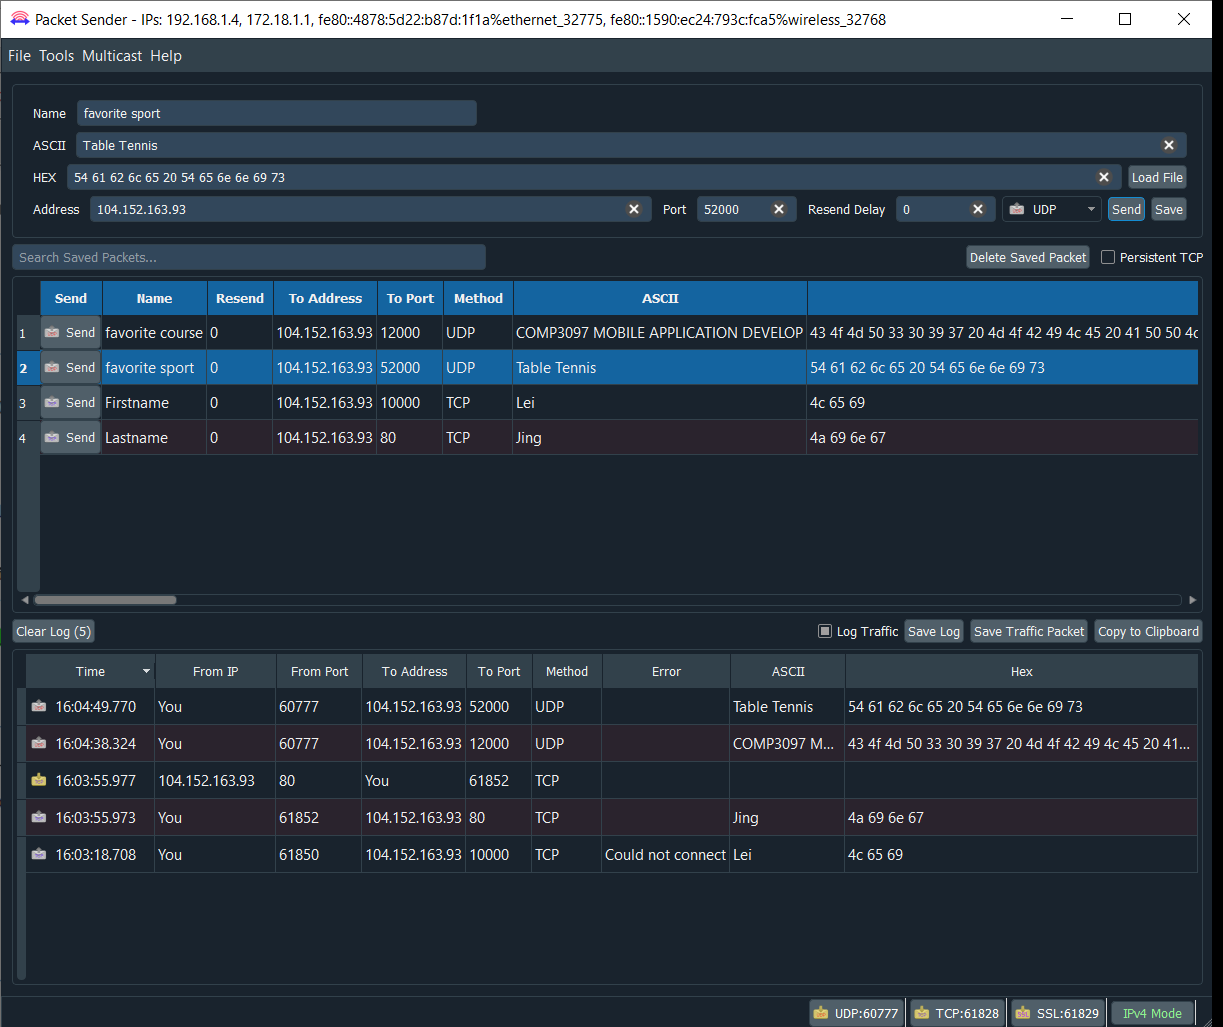 Packet Sender - IPs: 192.168.1.4, 172.18.1.1, fe80::4878:5d22:b87d:1f1a%ethernet_32775, fe80::1590:ec24:793c:fca5%wireless_32768
File Tools Multicast Help
Name favorite sport
ASCII Table Tennis
HEX 54 61 62 6c 65 20 54 65 6e 6e 69 73 Load File
Address 104.152.163.93 Port 52000 Resend Delay 0 UDP Send Save
Search Saved Packets... Delete Saved Packet Persistent TCP
Send Name Resend To Address To Port Method ASCII
1 Send favorite course 0 104.152.163.93 12000 UDP COMP3097 MOBILE APPLICATION DEVELOP 43 4f 4d 50 33 30 39 37 20 4d 4f 42 49 4c 45 20 41 50 50 4c
2 Send favorite sport 0 104.152.163.93 52000 UDP Table Tennis 54 61 62 6c 65 20 54 65 6e 6e 69 73
3 Send Firstname 0 104.152.163.93 10000 TCP Lei 4c 65 69
4 Send Lastname 0 104.152.163.93 80 TCP Jing 4a 69 6e 67
Clear Log (5) Log Traffic Save Log Save Traffic Packet Copy to Clipboard
Time From IP From Port To Address To Port Method Error ASCII Hex
16:04:49.770 You 60777 104.152.163.93 52000 UDP Table Tennis 54 61 62 6c 65 20 54 65 6e 6e 69 73
16:04:38.324 You 60777 104.152.163.93 12000 UDP COMP3097 M... 43 4f 4d 50 33 30 39 37 20 4d 4f 42 49 4c 45 20 41...
16:03:55.977 104.152.163.93 80 You 61852 TCP
16:03:55.973 You 61852 104.152.163.93 80 TCP Jing 4a 69 6e 67
16:03:18.708 You 61850 104.152.163.93 10000 TCP Could not connect Lei 4c 65 69
UDP:60777 TCP:61828 SSL:61829 IPv4 Mode